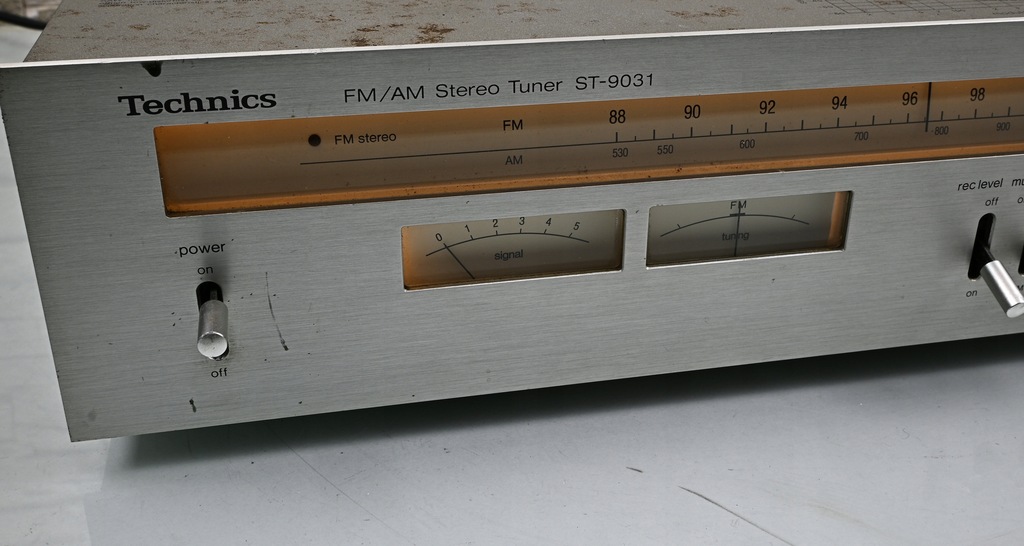 Technics
FM/AM Stereo Tuner ST-9031
FM stereo
FM 88 90 92 94 96 98
AM 530 550 600 700 800 900
power
on
off
0 1 2 3 4 5
signal
FM
tuning
rec level
off
on